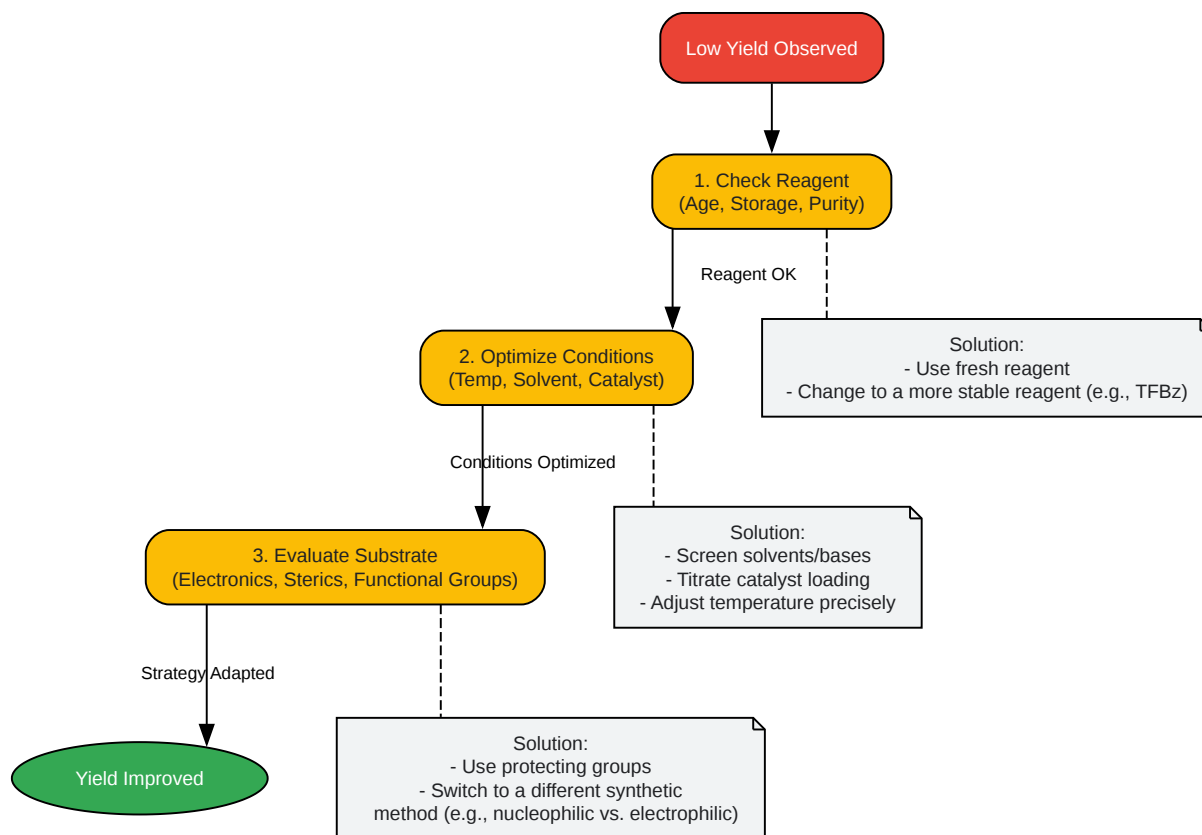 Low Yield Observed
1. Check Reagent
(Age, Storage, Purity)
Reagent OK
Solution:
- Use fresh reagent
- Change to a more stable reagent (e.g., TFBz)
2. Optimize Conditions
(Temp, Solvent, Catalyst)
Conditions Optimized
Solution:
- Screen solvents/bases
- Titrate catalyst loading
- Adjust temperature precisely
3. Evaluate Substrate
(Electronics, Sterics, Functional Groups)
Strategy Adapted
Solution:
- Use protecting groups
- Switch to a different synthetic
method (e.g., nucleophilic vs. electrophilic)
Yield Improved